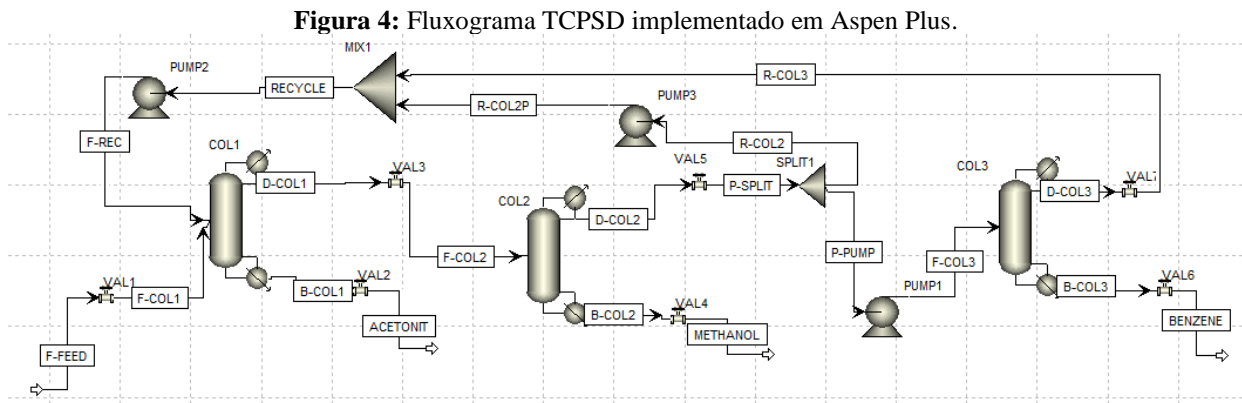 Figura 4: Fluxograma TCPSD implementado em Aspen Plus.
MIX1
PUMP2
RECYCLE
R-COL3
R-COL2P
PUMP3
F-REC
COL1
D-COL1
VAL3
R-COL2
VAL5
SPLIT1
P-SPLIT
COL2
D-COL2
COL3
D-COL3
VAL7
F-COL2
P-PUMP
F-COL3
PUMP1
VAL1
F-COL1
B-COL1
VAL2
ACETONIT
F-FEED
B-COL2
VAL4
METHANOL
B-COL3
VAL6
BENZENE